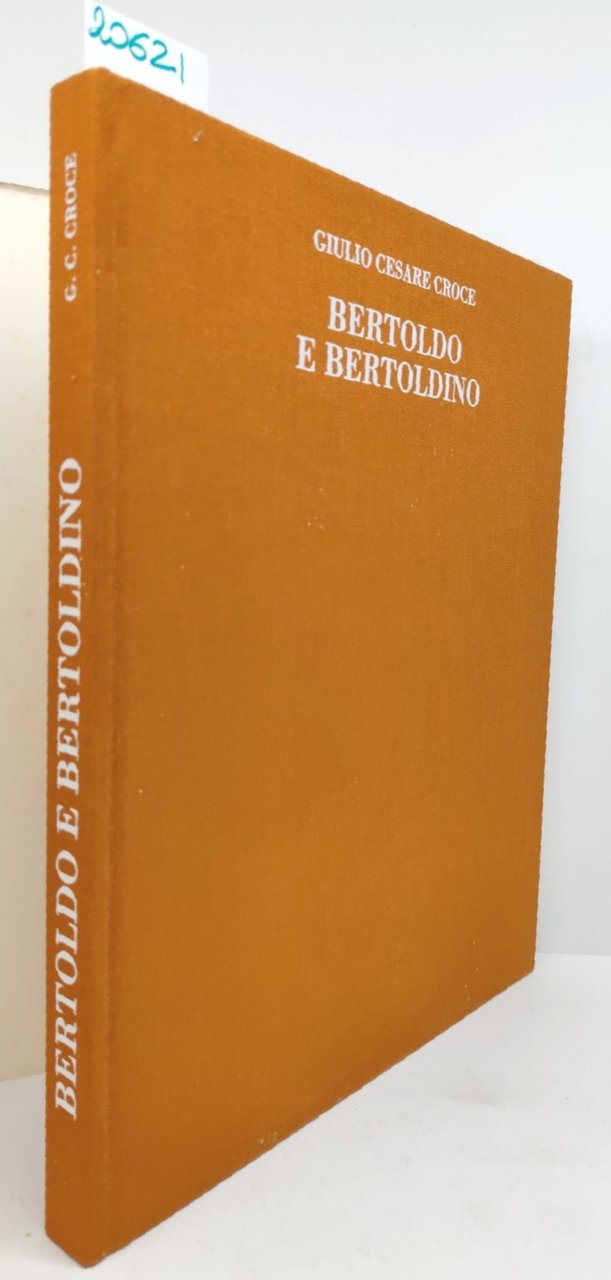 20621
GIULIO CESARE CROCE
BERTOLDO
E BERTOLDINO
G. C. CROCE
BERTOLDO E BERTOLDINO